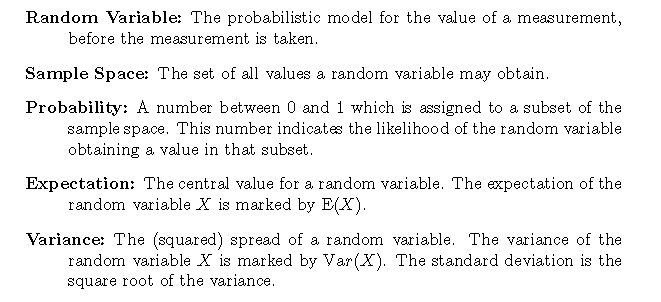 Random Variable: The probabilistic model for the value of a measurement,
before the measurement is taken.
Sample Space: The set of all values a random variable may obtain.
Probability: A number between 0 and 1 which is assigned to a subset of the
sample space. This number indicates the likelihood of the random variable
obtaining a value in that subset.
Expectation: The central value for a random variable. The expectation of the
random variable X is marked by E(X).
Variance: The (squared) spread of a random variable. The variance of the
random variable X is marked by Var(X). The standard deviation is the
square root of the variance.